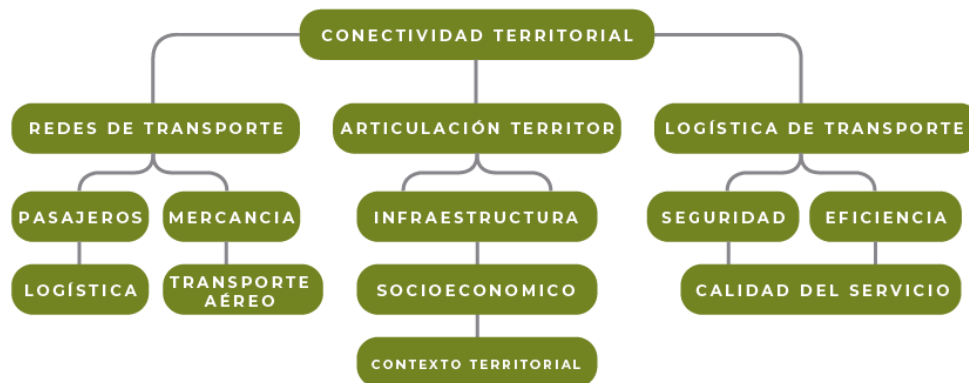 CONECTIVIDAD TERRITORIAL
REDES DE TRANSPORTE
ARTICULACIÓN TERRITOR
LOGÍSTICA DE TRANSPORTE
PASAJEROS
MERCANCIA
INFRAESTRUCTURA
SEGURIDAD
EFICIENCIA
LOGÍSTICA
TRANSPORTE
AÉREO
SOCIOECONOMICO
CALIDAD DEL SERVICIO
CONTEXTO TERRITORIAL